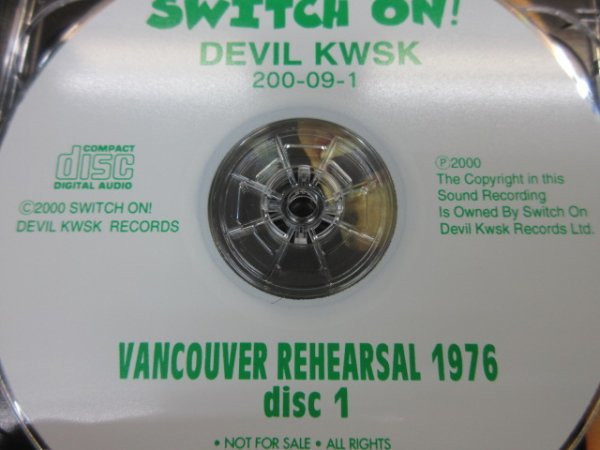 SWITCH ON!
DEVIL KWSK
200-09-1
COMPACT
disc
DIGITAL AUDIO
©2000 SWITCH ON!
DEVIL KWSK RECORDS
℗2000
The Copyright in this
Sound Recording
Is Owned By Switch On
Devil Kwsk Records Ltd.
VANCOUVER REHEARSAL 1976
disc 1
• NOT FOR SALE • ALL RIGHTS